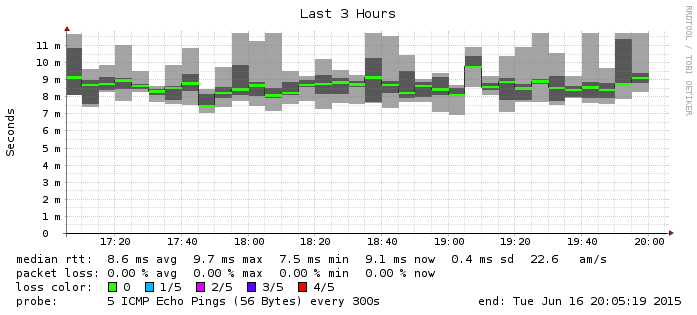 Last 3 Hours
RRDTOOL / TOBI OETIKER
Seconds
11 m
10 m
9 m
8 m
7 m
6 m
5 m
4 m
3 m
2 m
1 m
0
17:20 17:40 18:00 18:20 18:40 19:00 19:20 19:40 20:00
median rtt: 8.6 ms avg 9.7 ms max 7.5 ms min 9.1 ms now 0.4 ms sd 22.6 am/s
packet loss: 0.00 % avg 0.00 % max 0.00 % min 0.00 % now
loss color: 0 1/5 2/5 3/5 4/5
probe: 5 ICMP Echo Pings (56 Bytes) every 300s end: Tue Jun 16 20:05:19 2015